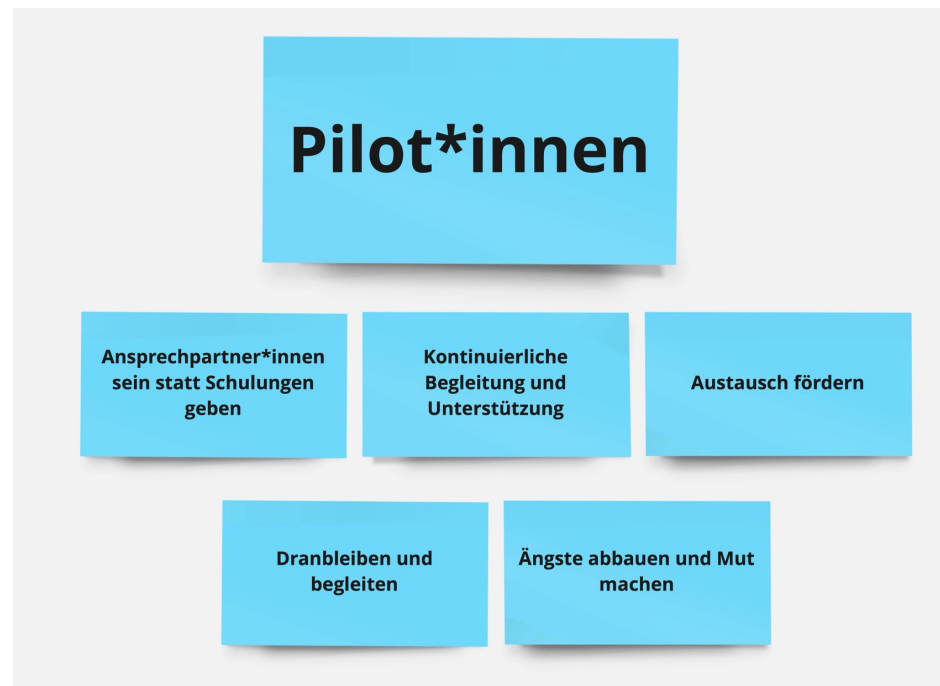 Pilot*innen
Ansprechpartner*innen
sein statt Schulungen
geben
Kontinuierliche
Begleitung und
Unterstützung
Austausch fördern
Dranbleiben und
begleiten
Ängste abbauen und Mut
machen